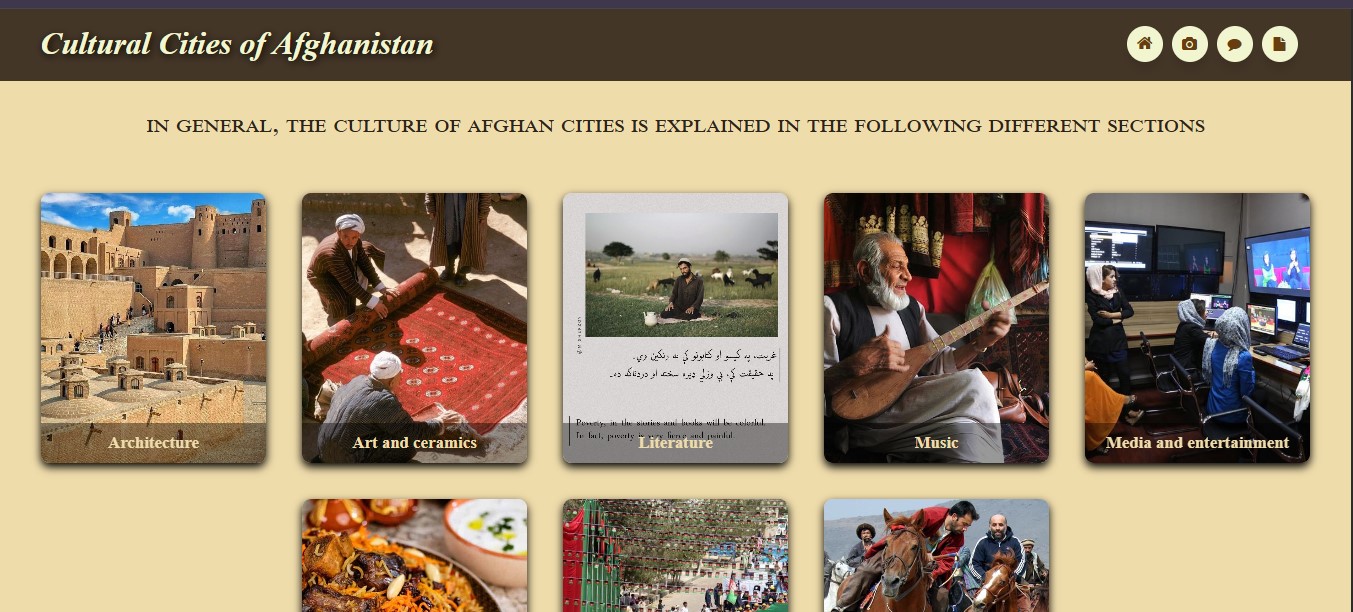 Cultural Cities of Afghanistan
IN GENERAL, THE CULTURE OF AFGHAN CITIES IS EXPLAINED IN THE FOLLOWING DIFFERENT SECTIONS
غربت، په کیسو او کتابونو کې به رنګین وي.
په حقیقت کې، بې وزلي ډېره سخته او دردناکه ده.
Poverty, in the stories and books will be colorful.
In fact, poverty is very fierce and painful.
Architecture
Art and ceramics
Literature
Music
Media and entertainment